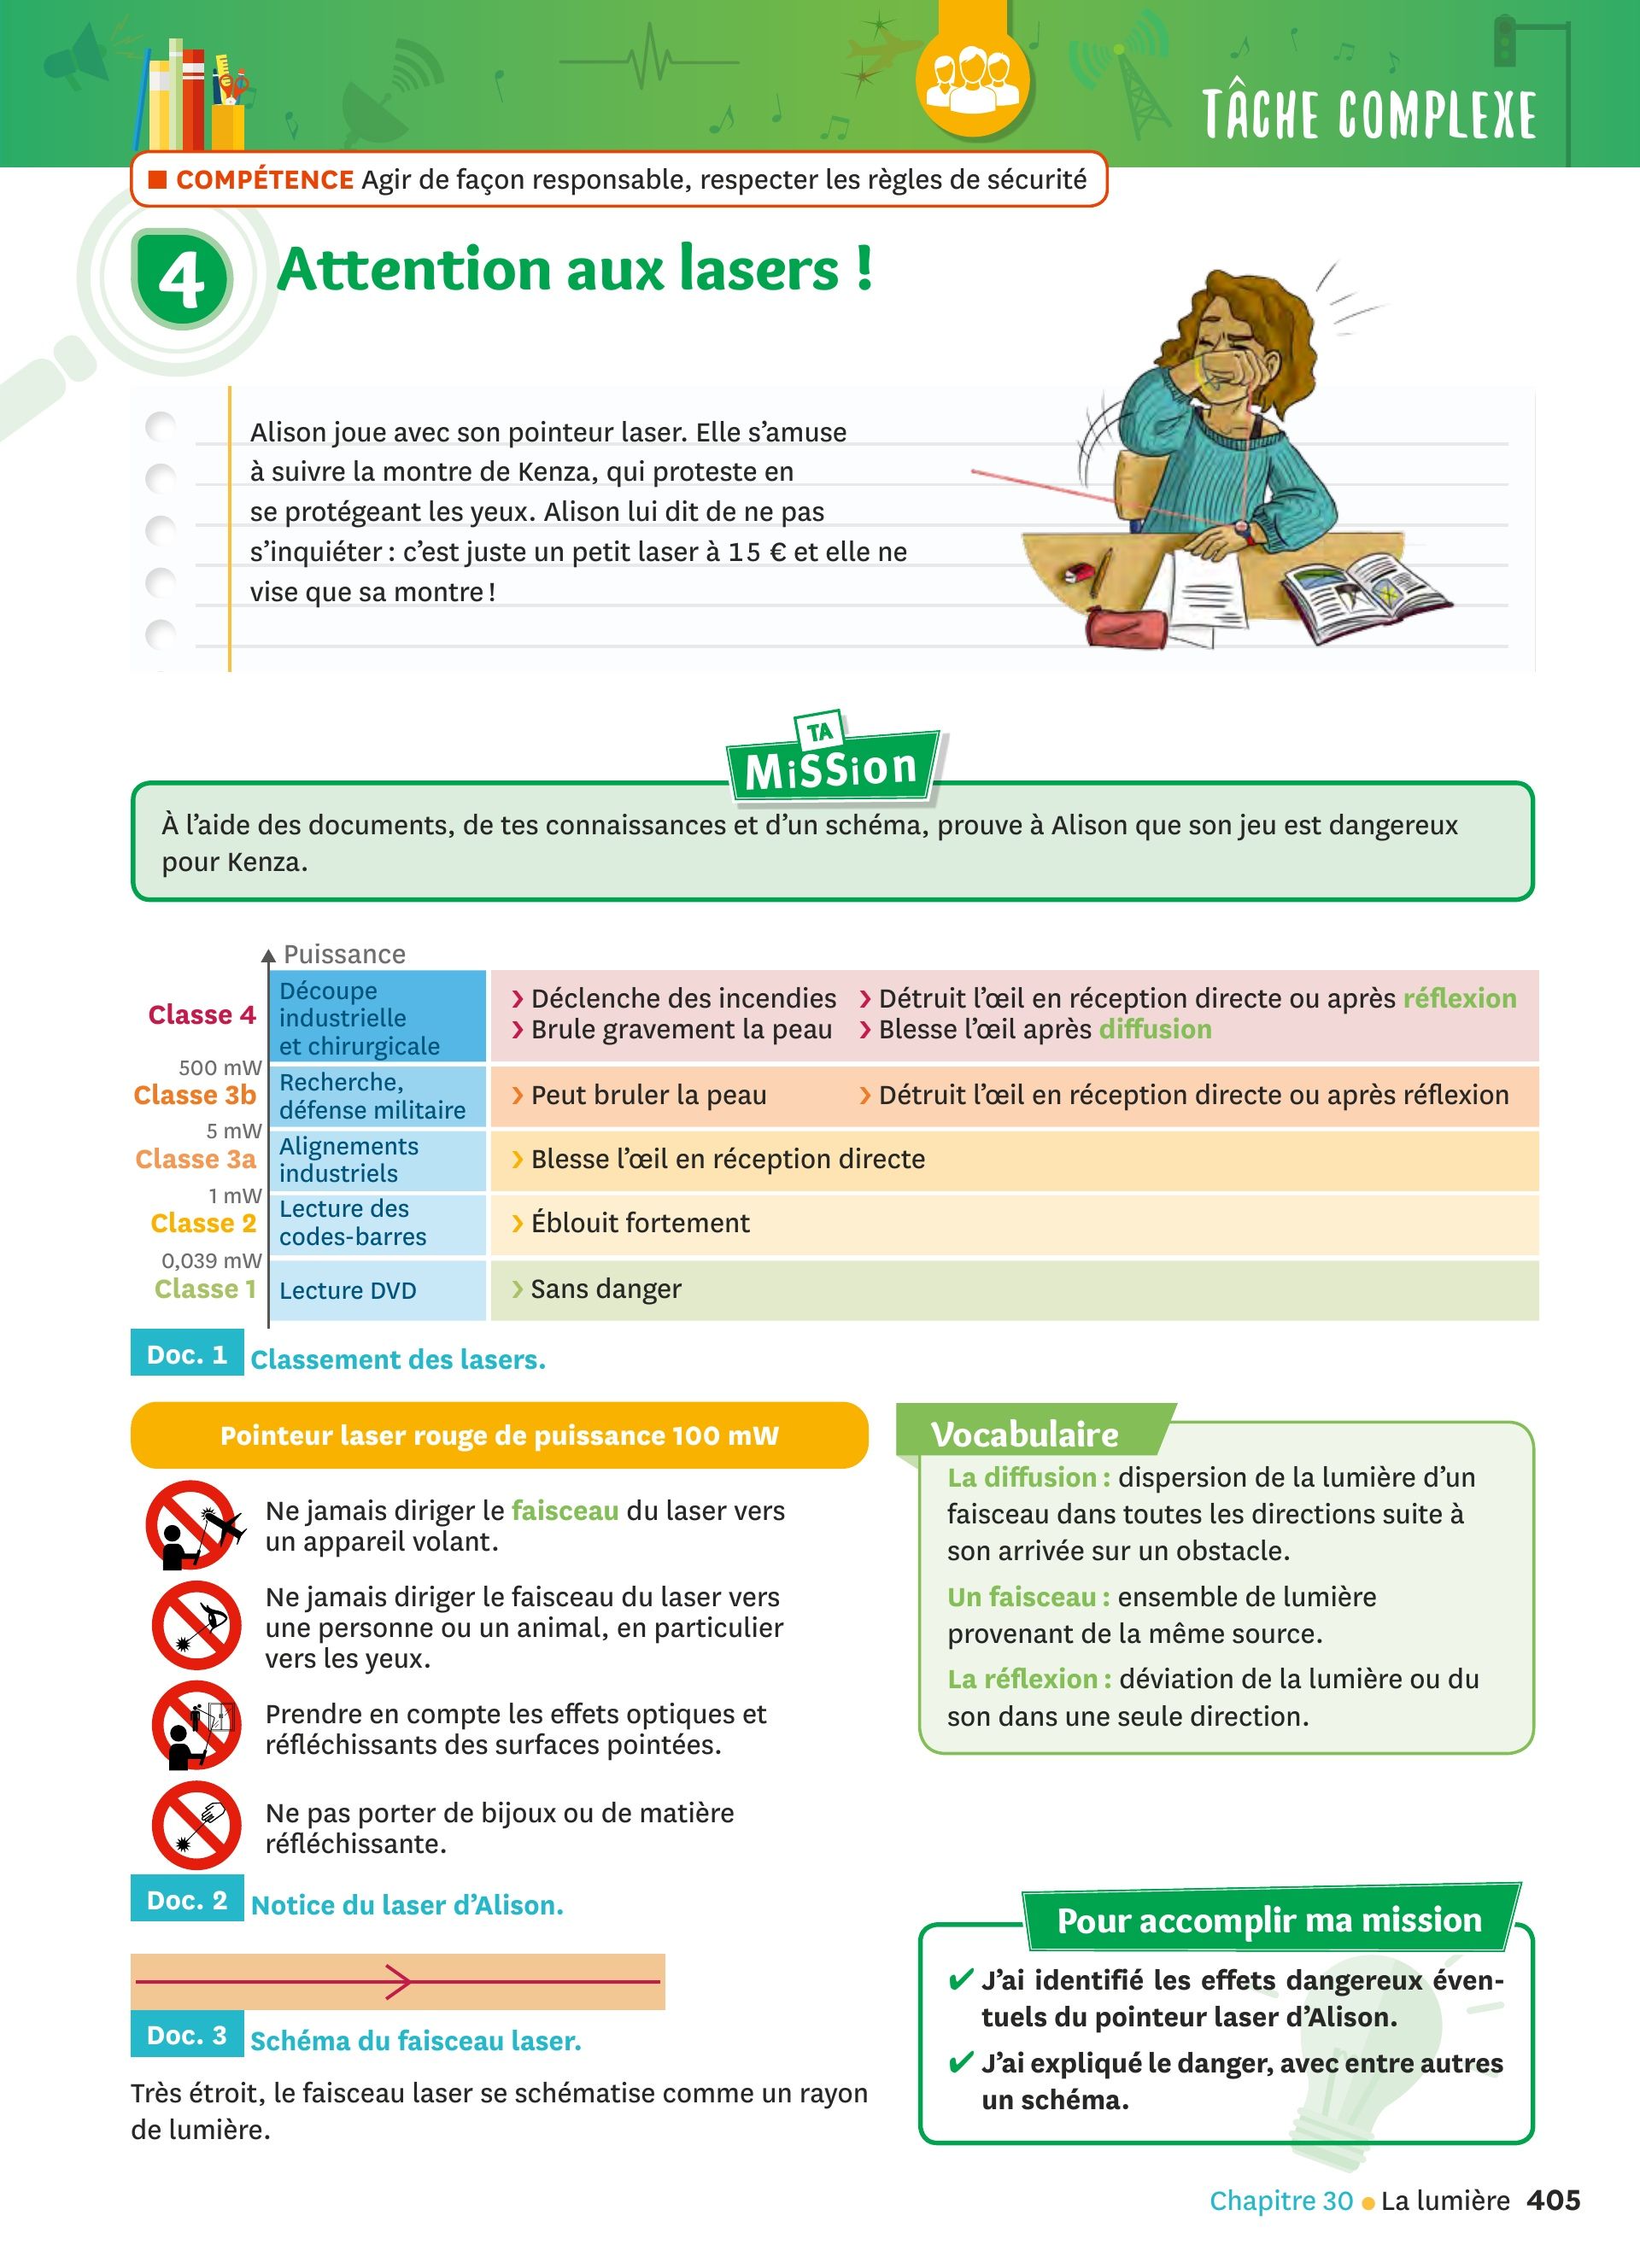 TÂCHE COMPLEXE
COMPÉTENCE Agir de façon responsable, respecter les règles de sécurité
4 Attention aux lasers !
Alison joue avec son pointeur laser. Elle s’amuse
à suivre la montre de Kenza, qui proteste en
se protégeant les yeux. Alison lui dit de ne pas
s’inquiéter : c’est juste un petit laser à 15 € et elle ne
vise que sa montre !
TA
MiSSion
À l’aide des documents, de tes connaissances et d’un schéma, prouve à Alison que son jeu est dangereux
pour Kenza.
Puissance
Classe 4
Découpe
industrielle
et chirurgicale
› Déclenche des incendies › Détruit l’œil en réception directe ou après réflexion
› Brule gravement la peau › Blesse l’œil après diffusion
500 mW
Classe 3b
Recherche,
défense militaire
› Peut bruler la peau › Détruit l’œil en réception directe ou après réflexion
5 mW
Classe 3a
Alignements
industriels
› Blesse l’œil en réception directe
1 mW
Classe 2
Lecture des
codes-barres
› Éblouit fortement
0,039 mW
Classe 1
Lecture DVD
› Sans danger
Doc. 1 Classement des lasers.
Pointeur laser rouge de puissance 100 mW
Ne jamais diriger le faisceau du laser vers
un appareil volant.
Ne jamais diriger le faisceau du laser vers
une personne ou un animal, en particulier
vers les yeux.
Prendre en compte les effets optiques et
réfléchissants des surfaces pointées.
Ne pas porter de bijoux ou de matière
réfléchissante.
Doc. 2 Notice du laser d’Alison.
Doc. 3 Schéma du faisceau laser.
Très étroit, le faisceau laser se schématise comme un rayon
de lumière.
Vocabulaire
La diffusion : dispersion de la lumière d’un
faisceau dans toutes les directions suite à
son arrivée sur un obstacle.
Un faisceau : ensemble de lumière
provenant de la même source.
La réflexion : déviation de la lumière ou du
son dans une seule direction.
Pour accomplir ma mission
✔ J’ai identifié les effets dangereux éven-
tuels du pointeur laser d’Alison.
✔ J’ai expliqué le danger, avec entre autres
un schéma.
Chapitre 30 • La lumière 405